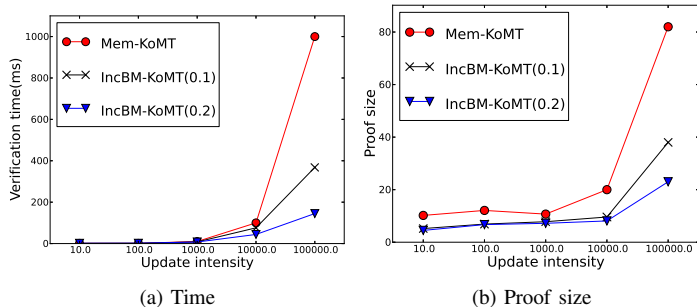 Mem-KoMT
IncBM-KoMT(0.1)
IncBM-KoMT(0.2)
Verification time(ms)
1000
800
600
400
200
0
10.0 100.0 1000.0 10000.0 100000.0
Update intensity
(a) Time
Mem-KoMT
IncBM-KoMT(0.1)
IncBM-KoMT(0.2)
Proof size
80
60
40
20
0
10.0 100.0 1000.0 10000.0 100000.0
Update intensity
(b) Proof size